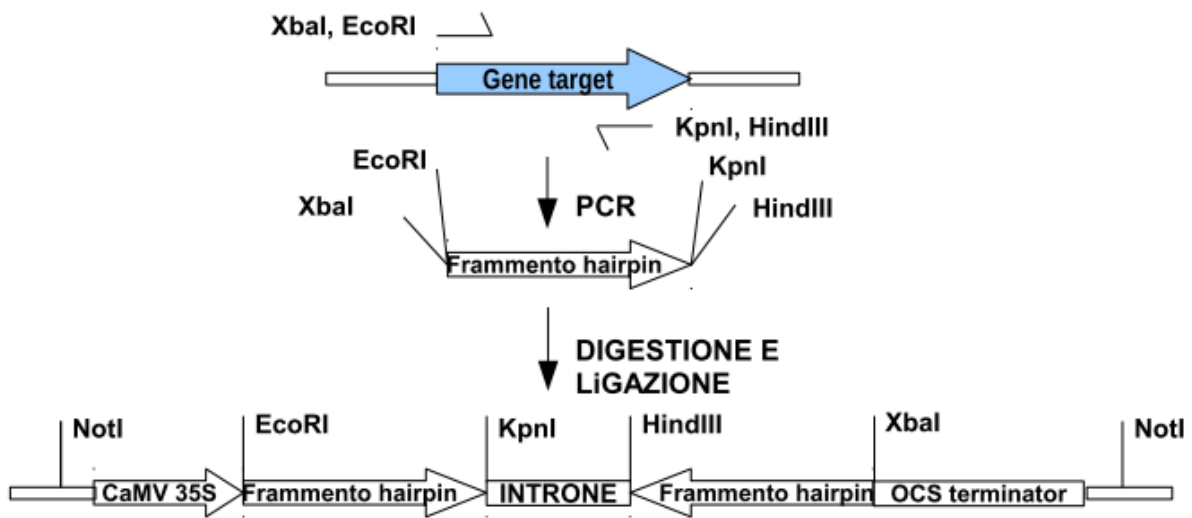 XbaI, EcoRI
Gene target
KpnI, HindIII
EcoRI
KpnI
XbaI
PCR
HindIII
Frammento hairpin
DIGESTIONE E
LiGAZIONE
NotI
EcoRI
KpnI
HindIII
XbaI
NotI
CaMV 35S
Frammento hairpin
INTRONE
Frammento hairpin
OCS terminator